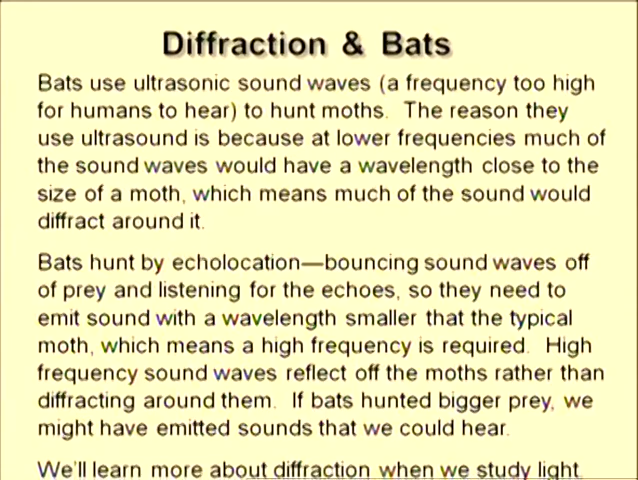 Diffraction & Bats
Bats use ultrasonic sound waves (a frequency too high
for humans to hear) to hunt moths. The reason they
use ultrasound is because at lower frequencies much of
the sound waves would have a wavelength close to the
size of a moth, which means much of the sound would
diffract around it.
Bats hunt by echolocation—bouncing sound waves off
of prey and listening for the echoes, so they need to
emit sound with a wavelength smaller that the typical
moth, which means a high frequency is required. High
frequency sound waves reflect off the moths rather than
diffracting around them. If bats hunted bigger prey, we
might have emitted sounds that we could hear.
We'll learn more about diffraction when we study light